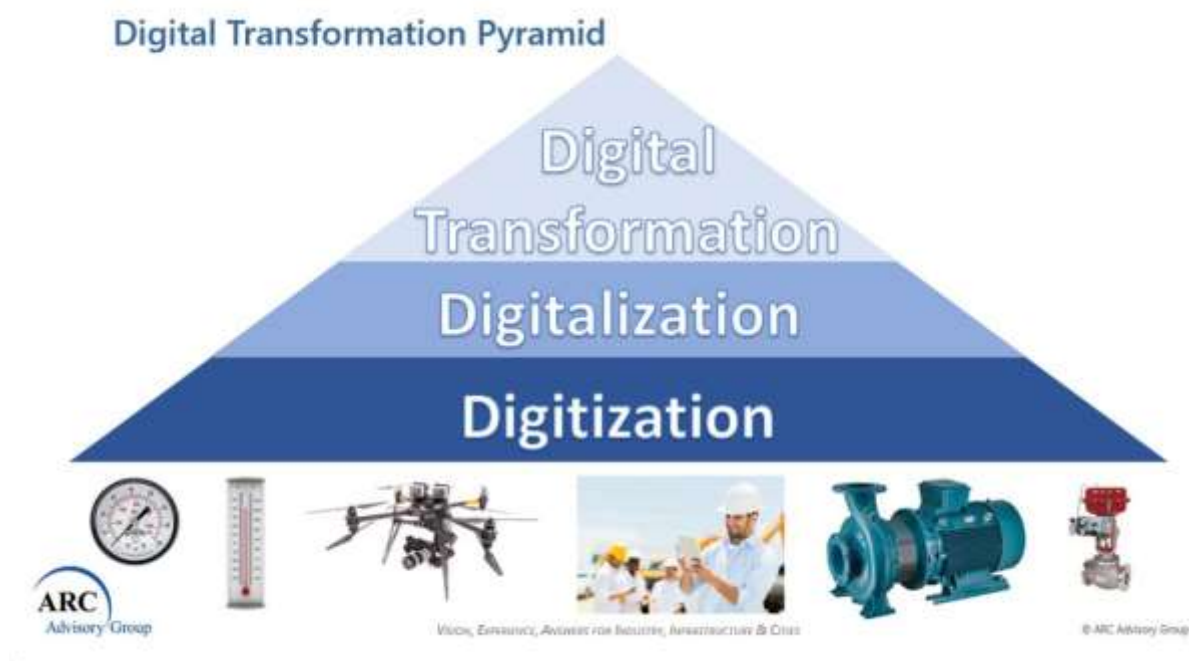 Digital Transformation Pyramid
Digital
Transformation
Digitalization
Digitization
ARC
Advisory Group
Vision, Experience, Answers for Industry, Infrastructure & Cities
© ARC Advisory Group